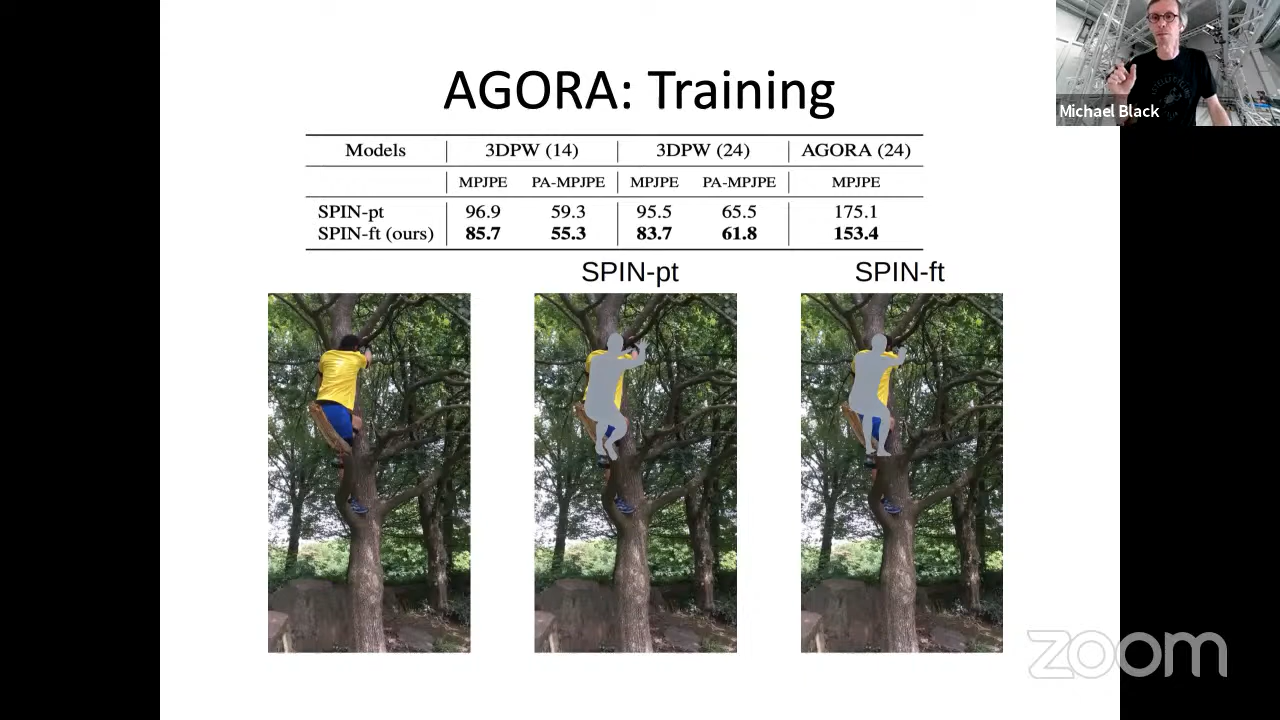 AGORA: Training
Michael Black
Models 3DPW (14) 3DPW (24) AGORA (24)
MPJPE PA-MPJPE MPJPE PA-MPJPE MPJPE
SPIN-pt 96.9 59.3 95.5 65.5 175.1
SPIN-ft (ours) 85.7 55.3 83.7 61.8 153.4
SPIN-pt SPIN-ft
zoom